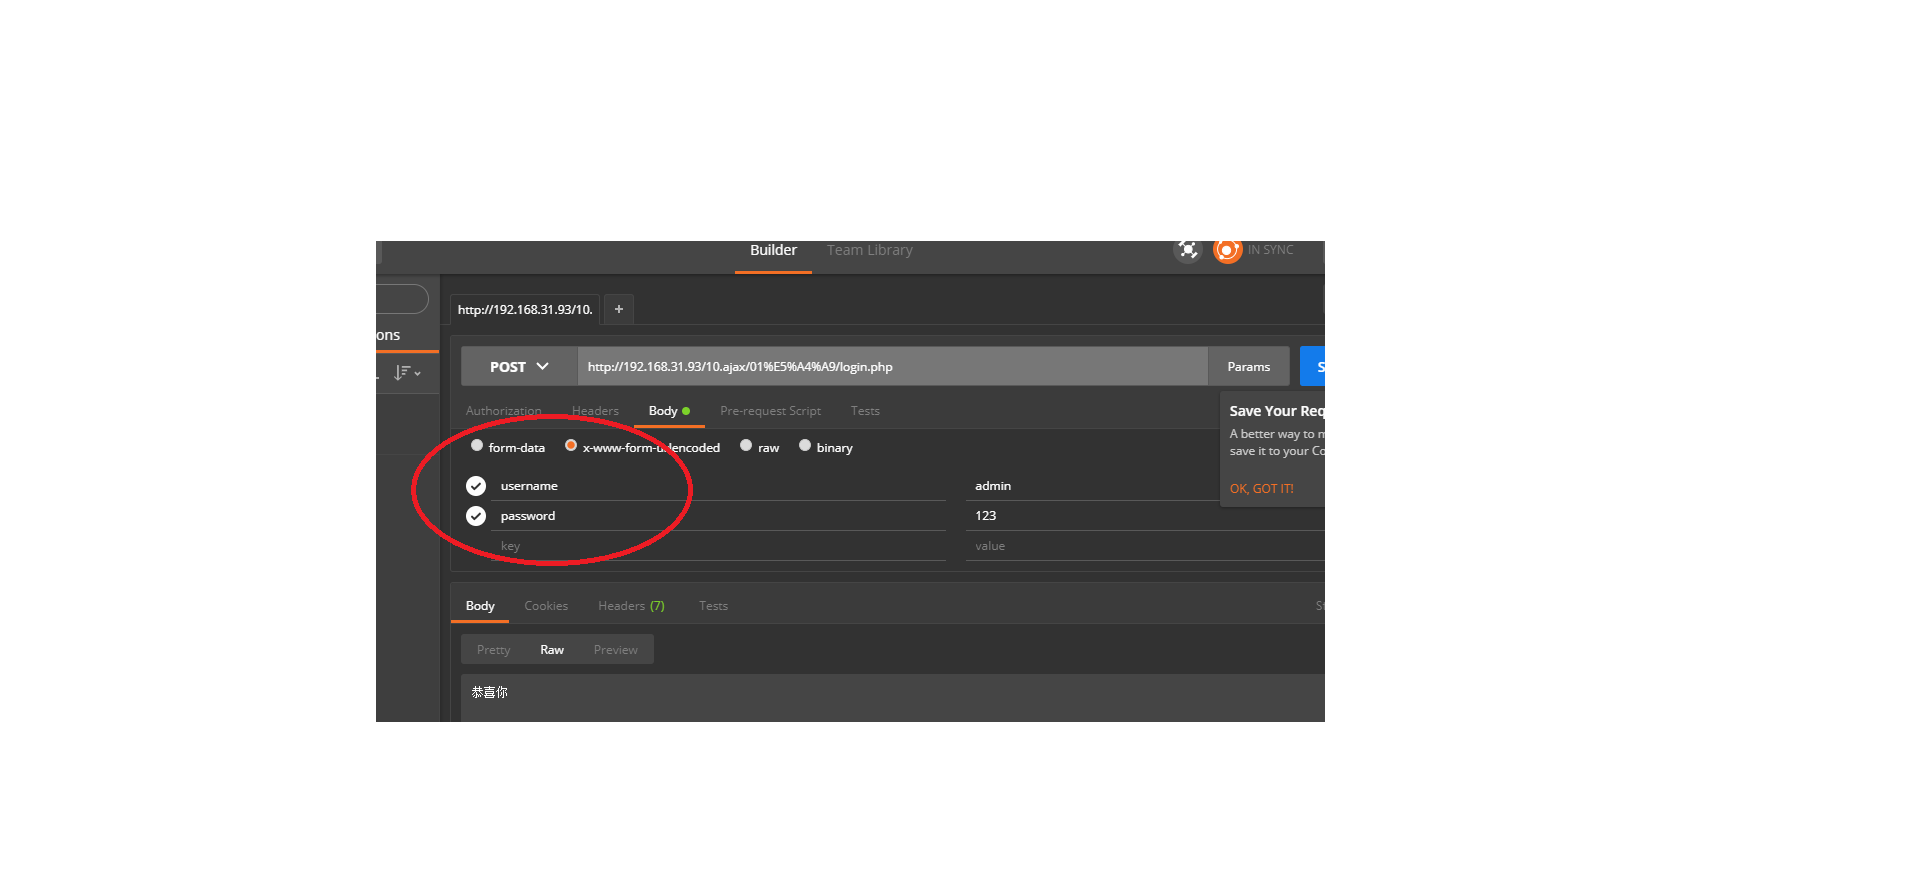 Builder Team Library IN SYNC
http://192.168.31.93/10. +
ons
POST http://192.168.31.93/10.ajax/01%E5%A4%A9/login.php Params S
Authorization Headers Body Pre-request Script Tests
Save Your Req
A better way to m
save it to your Co
OK, GOT IT!
form-data x-www-form-urlencoded raw binary
username admin
password 123
key value
Body Cookies Headers (7) Tests St
Pretty Raw Preview
恭喜你